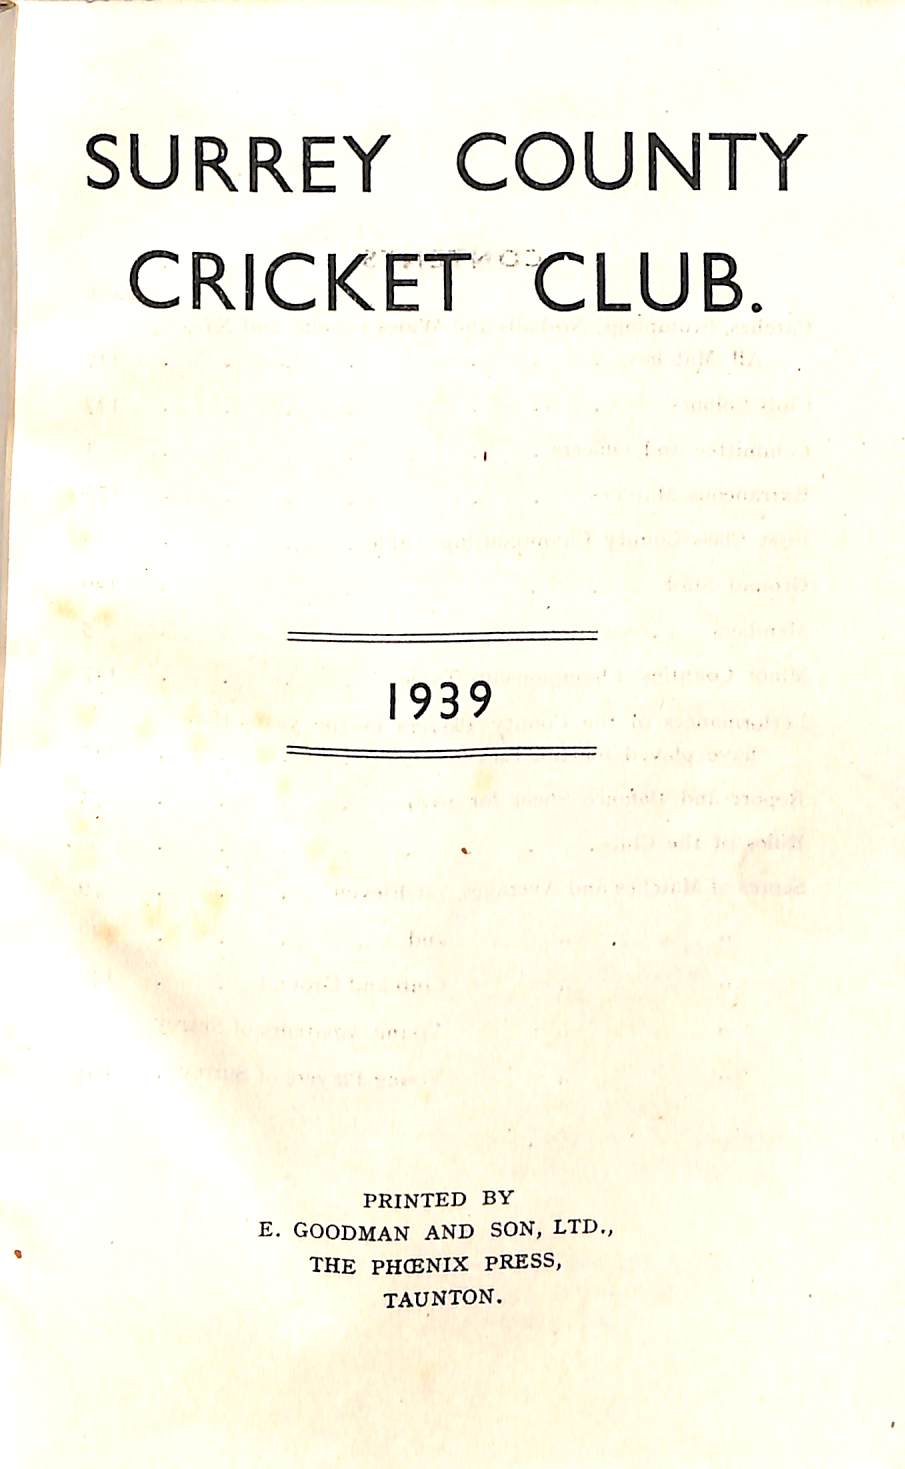 SURREY COUNTY
CRICKET CLUB.
1939
PRINTED BY
E. GOODMAN AND SON, LTD.,
THE PHŒNIX PRESS,
TAUNTON.